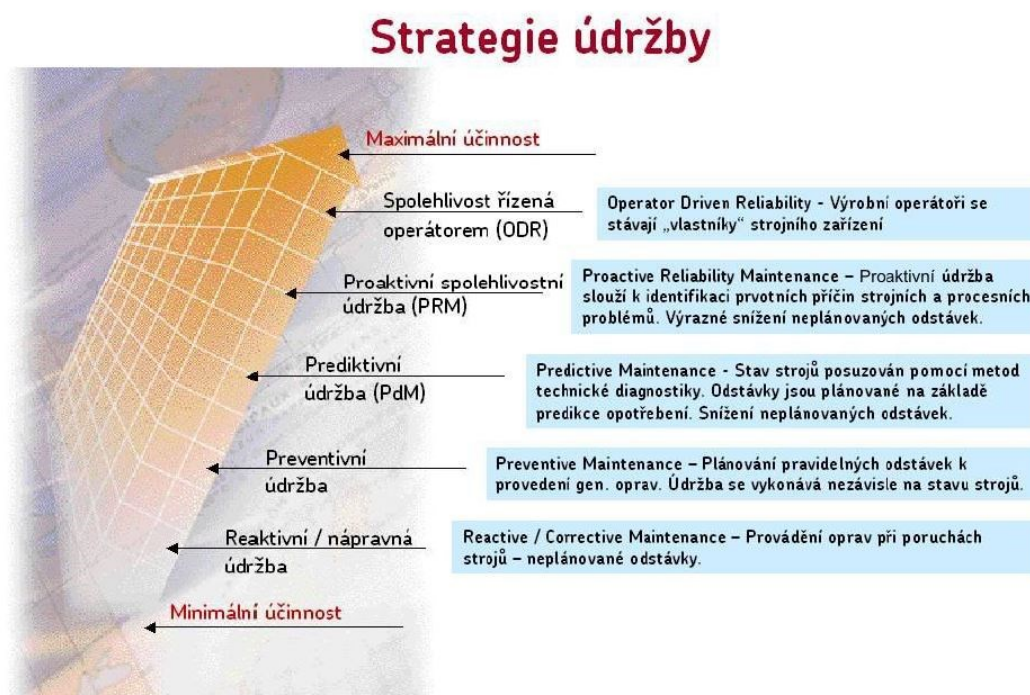 Strategie údržby
Maximální účinnost
Spolehlivost řízená
operátorem (ODR)
Operator Driven Reliability - Výrobní operátoři se
stávají „vlastníky“ strojního zařízení
Proaktivní spolehlivostní
údržba (PRM)
Proactive Reliability Maintenance – Proaktivní údržba
slouží k identifikaci prvotních příčin strojních a procesních
problémů. Výrazné snížení neplánovaných odstávek.
Prediktivní
údržba (PdM)
Predictive Maintenance - Stav strojů posuzován pomocí metod
technické diagnostiky. Odstávky jsou plánované na základě
predikce opotřebení. Snížení neplánovaných odstávek.
Preventivní
údržba
Preventive Maintenance – Plánování pravidelných odstávek k
provedení gen. oprav. Údržba se vykonává nezávisle na stavu strojů.
Reaktivní / nápravná
údržba
Reactive / Corrective Maintenance – Provádění oprav při poruchách
strojů – neplánované odstávky.
Minimální účinnost